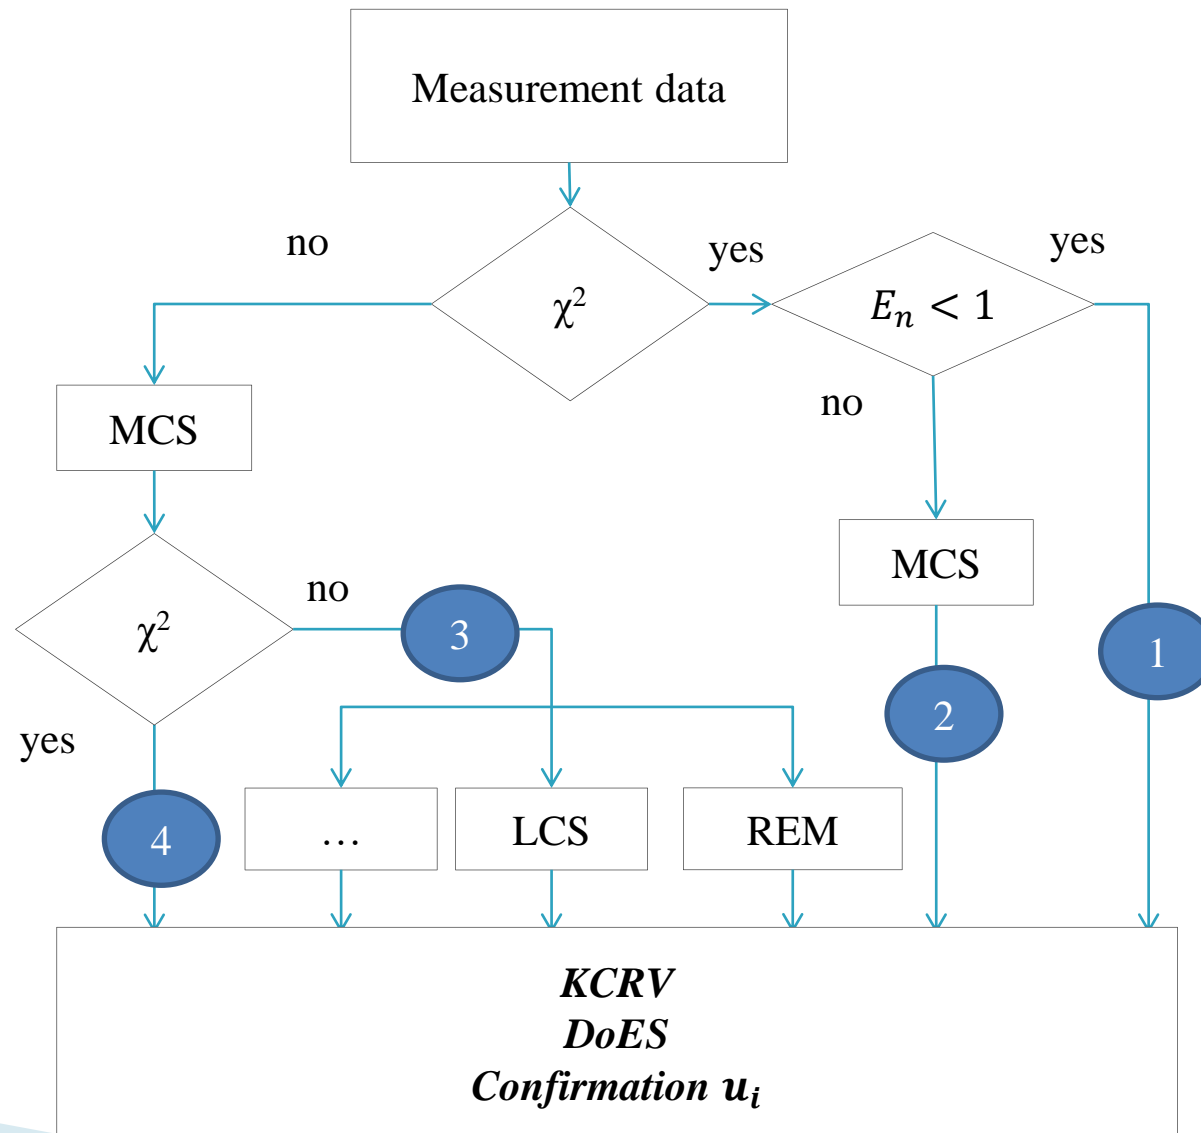 Measurement data
no
yes
yes
χ²
Eₙ < 1
no
MCS
MCS
no
χ²
3
1
2
yes
4
…
LCS
REM
KCRV
DoES
Confirmation uᵢ